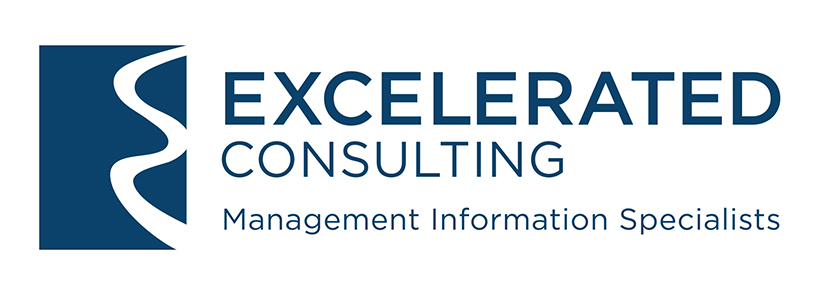 EXCELERATED
CONSULTING
Management Information Specialists